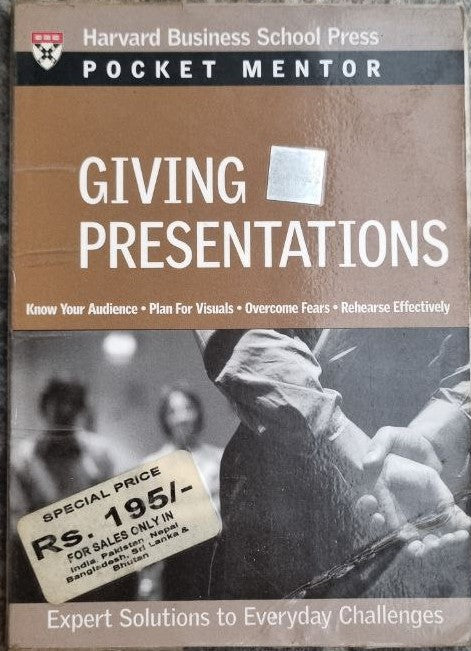 Harvard Business School Press
POCKET MENTOR
GIVING
PRESENTATIONS
Know Your Audience • Plan For Visuals • Overcome Fears • Rehearse Effectively
SPECIAL PRICE
Rs. 195/-
FOR SALES ONLY IN
India, Pakistan, Nepal
Bangladesh, Sri Lanka &
Bhutan
Expert Solutions to Everyday Challenges